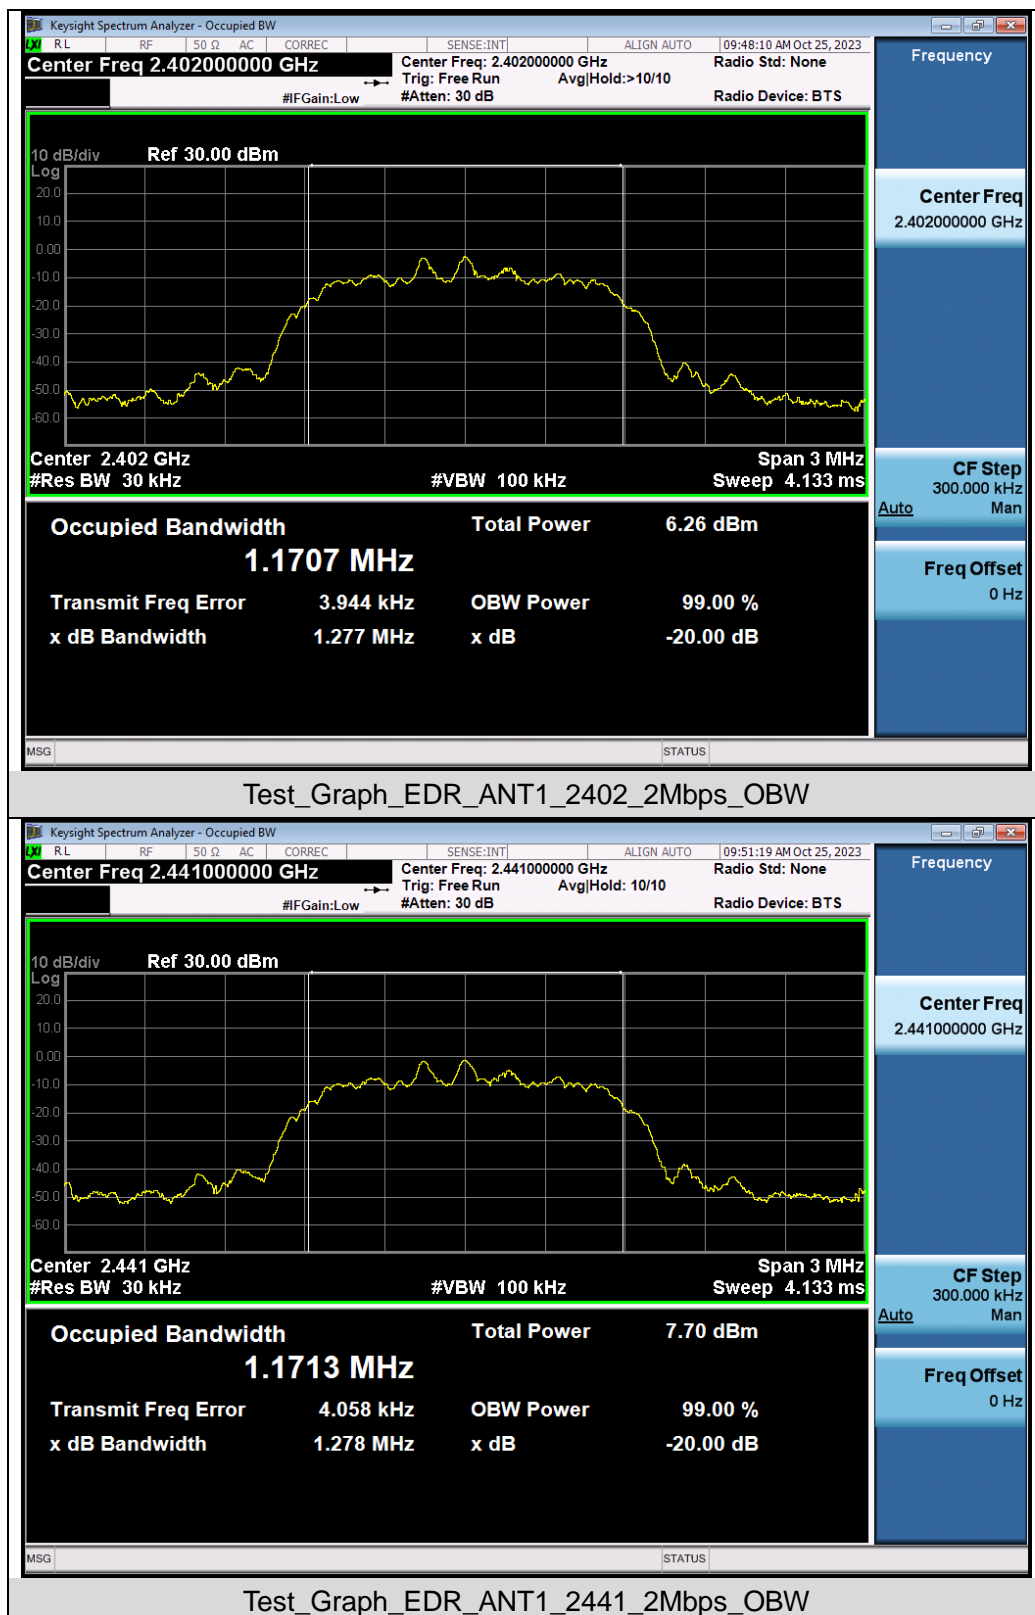 Keysight Spectrum Analyzer - Occupied BW
LXI RL RF 50 Ω AC CORREC SENSE:INT ALIGN AUTO 09:48:10 AM Oct 25, 2023
Center Freq 2.402000000 GHz Center Freq: 2.402000000 GHz Radio Std: None Frequency
Trig: Free Run Avg|Hold:>10/10
#IFGain:Low #Atten: 30 dB Radio Device: BTS
10 dB/div Ref 30.00 dBm
Log
20.0
10.0
0.00
-10.0
-20.0
-30.0
-40.0
-50.0
-60.0
Center Freq
2.402000000 GHz
Center 2.402 GHz Span 3 MHz
#Res BW 30 kHz #VBW 100 kHz Sweep 4.133 ms
CF Step
300.000 kHz
Auto Man
Freq Offset
0 Hz
Occupied Bandwidth Total Power 6.26 dBm
1.1707 MHz
Transmit Freq Error 3.944 kHz OBW Power 99.00 %
x dB Bandwidth 1.277 MHz x dB -20.00 dB
MSG STATUS
Test_Graph_EDR_ANT1_2402_2Mbps_OBW
Keysight Spectrum Analyzer - Occupied BW
LXI RL RF 50 Ω AC CORREC SENSE:INT ALIGN AUTO 09:51:19 AM Oct 25, 2023
Center Freq 2.441000000 GHz Center Freq: 2.441000000 GHz Radio Std: None Frequency
Trig: Free Run Avg|Hold: 10/10
#IFGain:Low #Atten: 30 dB Radio Device: BTS
10 dB/div Ref 30.00 dBm
Log
20.0
10.0
0.00
-10.0
-20.0
-30.0
-40.0
-50.0
-60.0
Center Freq
2.441000000 GHz
Center 2.441 GHz Span 3 MHz
#Res BW 30 kHz #VBW 100 kHz Sweep 4.133 ms
CF Step
300.000 kHz
Auto Man
Freq Offset
0 Hz
Occupied Bandwidth Total Power 7.70 dBm
1.1713 MHz
Transmit Freq Error 4.058 kHz OBW Power 99.00 %
x dB Bandwidth 1.278 MHz x dB -20.00 dB
MSG STATUS
Test_Graph_EDR_ANT1_2441_2Mbps_OBW